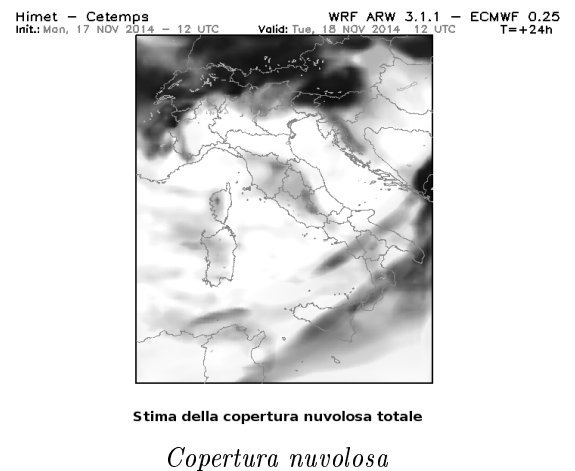 Himet – Cetemps WRF ARW 3.1.1 – ECMWF 0.25
Init.: Mon, 17 NOV 2014 – 12 UTC Valid: Tue, 18 NOV 2014 12 UTC T=+24h
Stima della copertura nuvolosa totale
Copertura nuvolosa